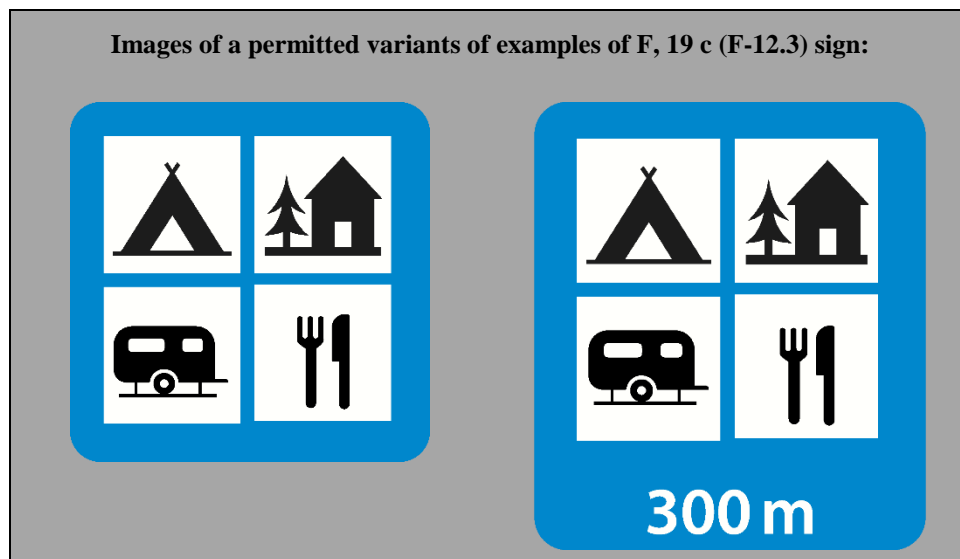 Images of a permitted variants of examples of F, 19 c (F-12.3) sign:
300 m